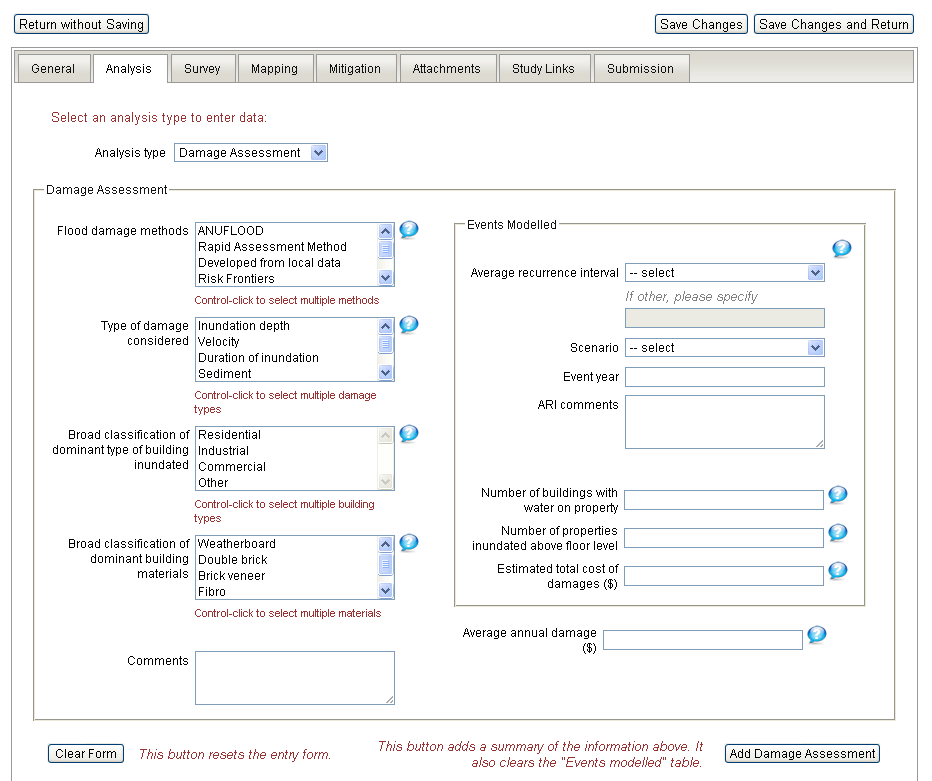 Return without Saving
Save Changes
Save Changes and Return
General
Analysis
Survey
Mapping
Mitigation
Attachments
Study Links
Submission
Select an analysis type to enter data:
Analysis type
Damage Assessment
Damage Assessment
Flood damage methods
ANUFLOOD
Rapid Assessment Method
Developed from local data
Risk Frontiers
Control-click to select multiple methods
Type of damage
considered
Inundation depth
Velocity
Duration of inundation
Sediment
Control-click to select multiple damage
types
Broad classification of
dominant type of building
inundated
Residential
Industrial
Commercial
Other
Control-click to select multiple building
types
Broad classification of
dominant building
materials
Weatherboard
Double brick
Brick veneer
Fibro
Control-click to select multiple materials
Comments
Events Modelled
Average recurrence interval
-- select
If other, please specify
Scenario
-- select
Event year
ARI comments
Number of buildings with
water on property
Number of properties
inundated above floor level
Estimated total cost of
damages ($)
Average annual damage
($)
Clear Form
This button resets the entry form.
This button adds a summary of the information above. It
also clears the "Events modelled" table.
Add Damage Assessment